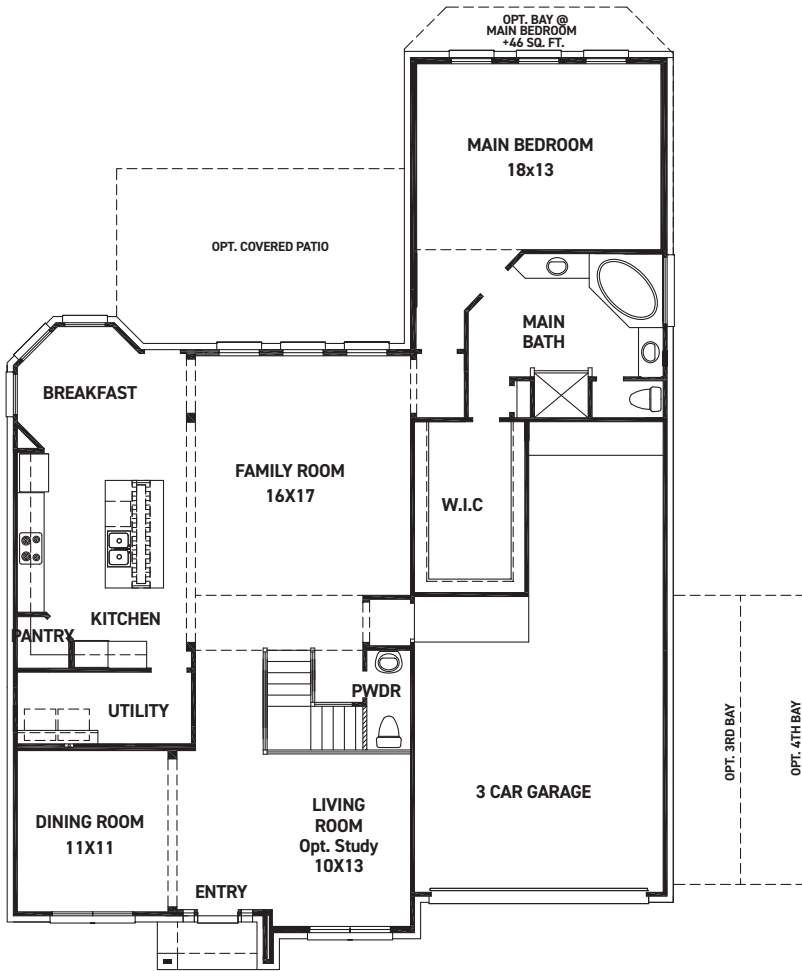 OPT. BAY @
MAIN BEDROOM
+46 SQ. FT.
MAIN BEDROOM
18x13
OPT. COVERED PATIO
MAIN
BATH
BREAKFAST
FAMILY ROOM
16X17
W.I.C
KITCHEN
PANTRY
PWDR
UTILITY
OPT. 3RD BAY
OPT. 4TH BAY
3 CAR GARAGE
DINING ROOM
11X11
LIVING
ROOM
Opt. Study
10X13
ENTRY